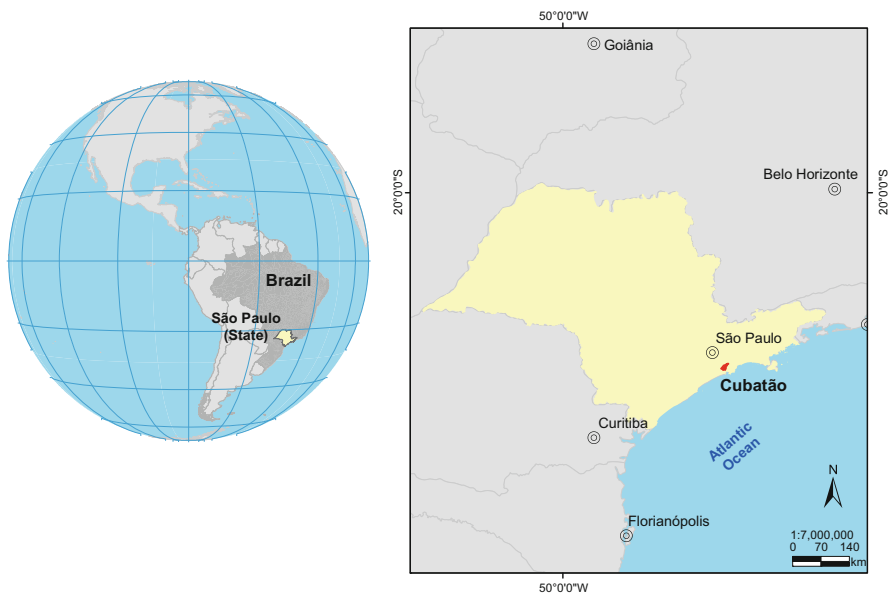 Brazil
São Paulo
(State)
50°0'0"W
Goiânia
Belo Horizonte
20°0'0"S
20°0'0"S
São Paulo
Cubatão
Curitiba
Atlantic
Ocean
Florianópolis
N
1:7,000,000
0 70 140
km
50°0'0"W